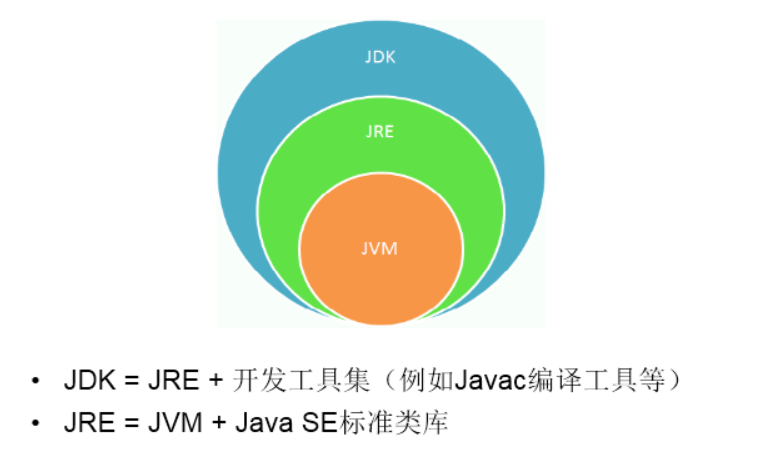 JDK
JRE
JVM
• JDK = JRE + 开发工具集（例如Javac编译工具等）
• JRE = JVM + Java SE标准类库